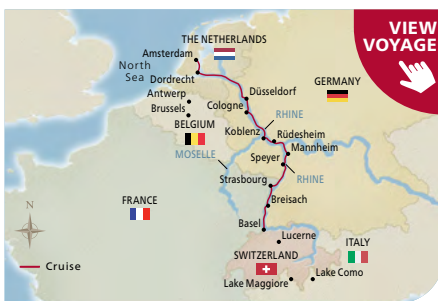 VIEW
VOYAGE
THE NETHERLANDS
Amsterdam
North
Sea
Dordrecht
Antwerp
Brussels
BELGIUM
Düsseldorf
GERMANY
Cologne
RHINE
Koblenz
Rüdesheim
Mannheim
MOSELLE
Speyer
RHINE
Strasbourg
FRANCE
Breisach
N
Basel
Lucerne
ITALY
SWITZERLAND
Cruise
Lake Como
Lake Maggiore